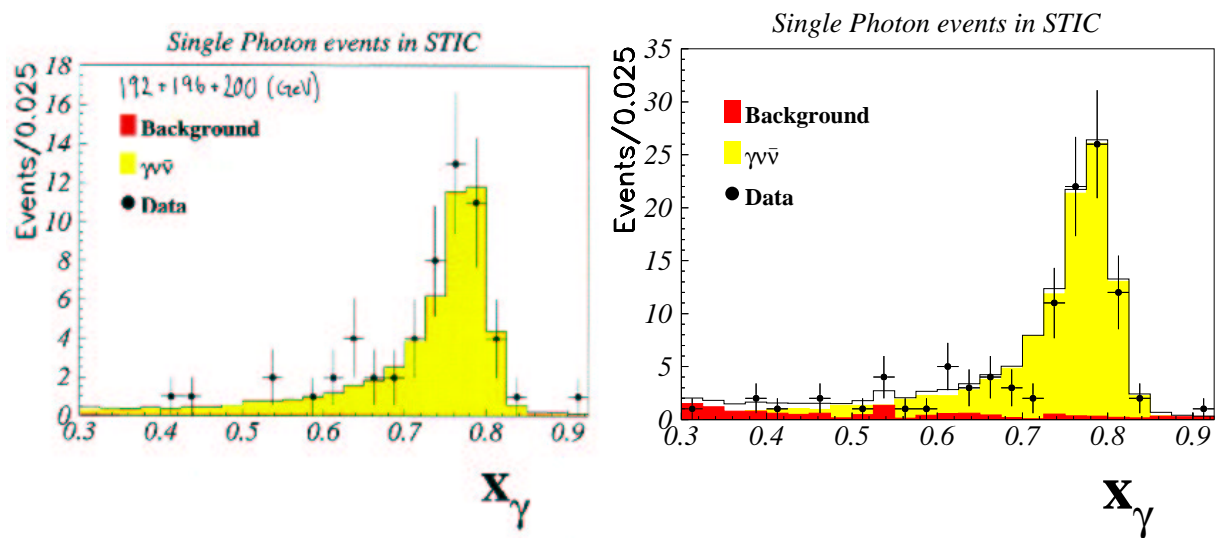 Single Photon events in STIC
Events/0.025
18
16
14
12
10
8
6
4
2
0
192+196+200 (GeV)
Background
γνν̄
Data
0.3 0.4 0.5 0.6 0.7 0.8 0.9
xγ
Single Photon events in STIC
Events/0.025
35
30
25
20
15
10
5
0
Background
γνν̄
Data
0.3 0.4 0.5 0.6 0.7 0.8 0.9
xγ